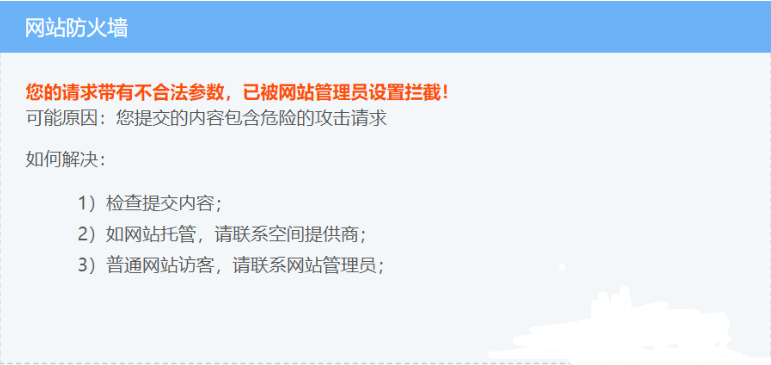 网站防火墙
您的请求带有不合法参数，已被网站管理员设置拦截！
可能原因：您提交的内容包含危险的攻击请求
如何解决：
1）检查提交内容；
2）如网站托管，请联系空间提供商；
3）普通网站访客，请联系网站管理员；